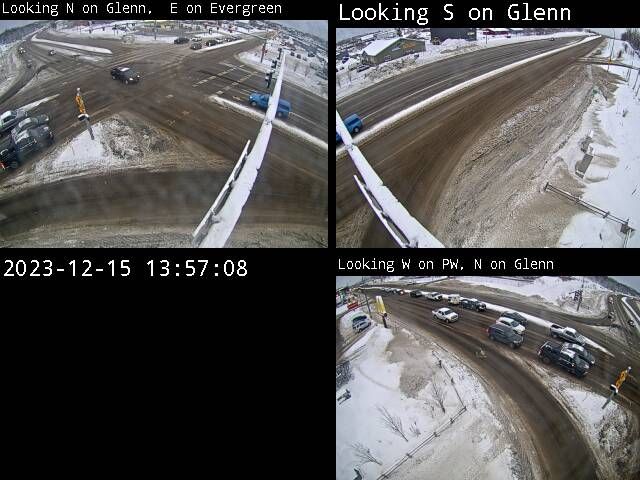 Looking N on Glenn,  E on Evergreen
Looking S on Glenn
2023-12-15 13:57:08
Looking W on PW, N on Glenn